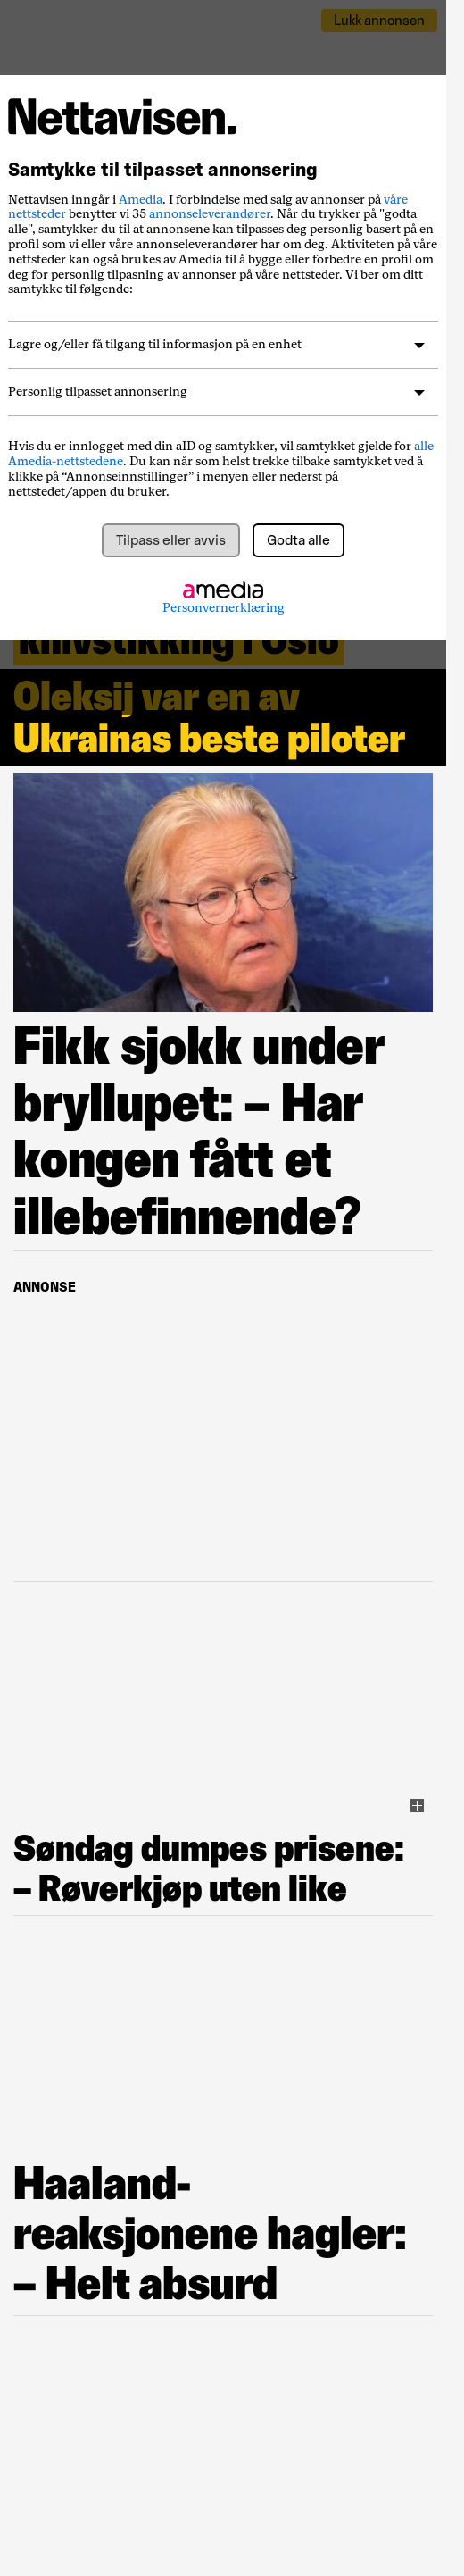 Lukk annonsen
Nettavisen.
Samtykke til tilpasset annonsering
Nettavisen inngår i Amedia. I forbindelse med salg av annonser på våre
nettsteder benytter vi 35 annonseleverandører. Når du trykker på "godta
alle", samtykker du til at annonsene kan tilpasses deg personlig basert på en
profil som vi eller våre annonseleverandører har om deg. Aktiviteten på våre
nettsteder kan også brukes av Amedia til å bygge eller forbedre en profil om
deg for personlig tilpasning av annonser på våre nettsteder. Vi ber om ditt
samtykke til følgende:
Lagre og/eller få tilgang til informasjon på en enhet
Personlig tilpasset annonsering
Hvis du er innlogget med din aID og samtykker, vil samtykket gjelde for alle
Amedia-nettstedene. Du kan når som helst trekke tilbake samtykket ved å
klikke på “Annonseinnstillinger” i menyen eller nederst på
nettstedet/appen du bruker.
Tilpass eller avvis
Godta alle
amedia
Personvernerklæring
knivstikking i Oslo
Oleksij var en av
Ukrainas beste piloter
Fikk sjokk under
bryllupet: – Har
kongen fått et
illebefinnende?
ANNONSE
Søndag dumpes prisene:
– Røverkjøp uten like
Haaland-
reaksjonene hagler:
– Helt absurd